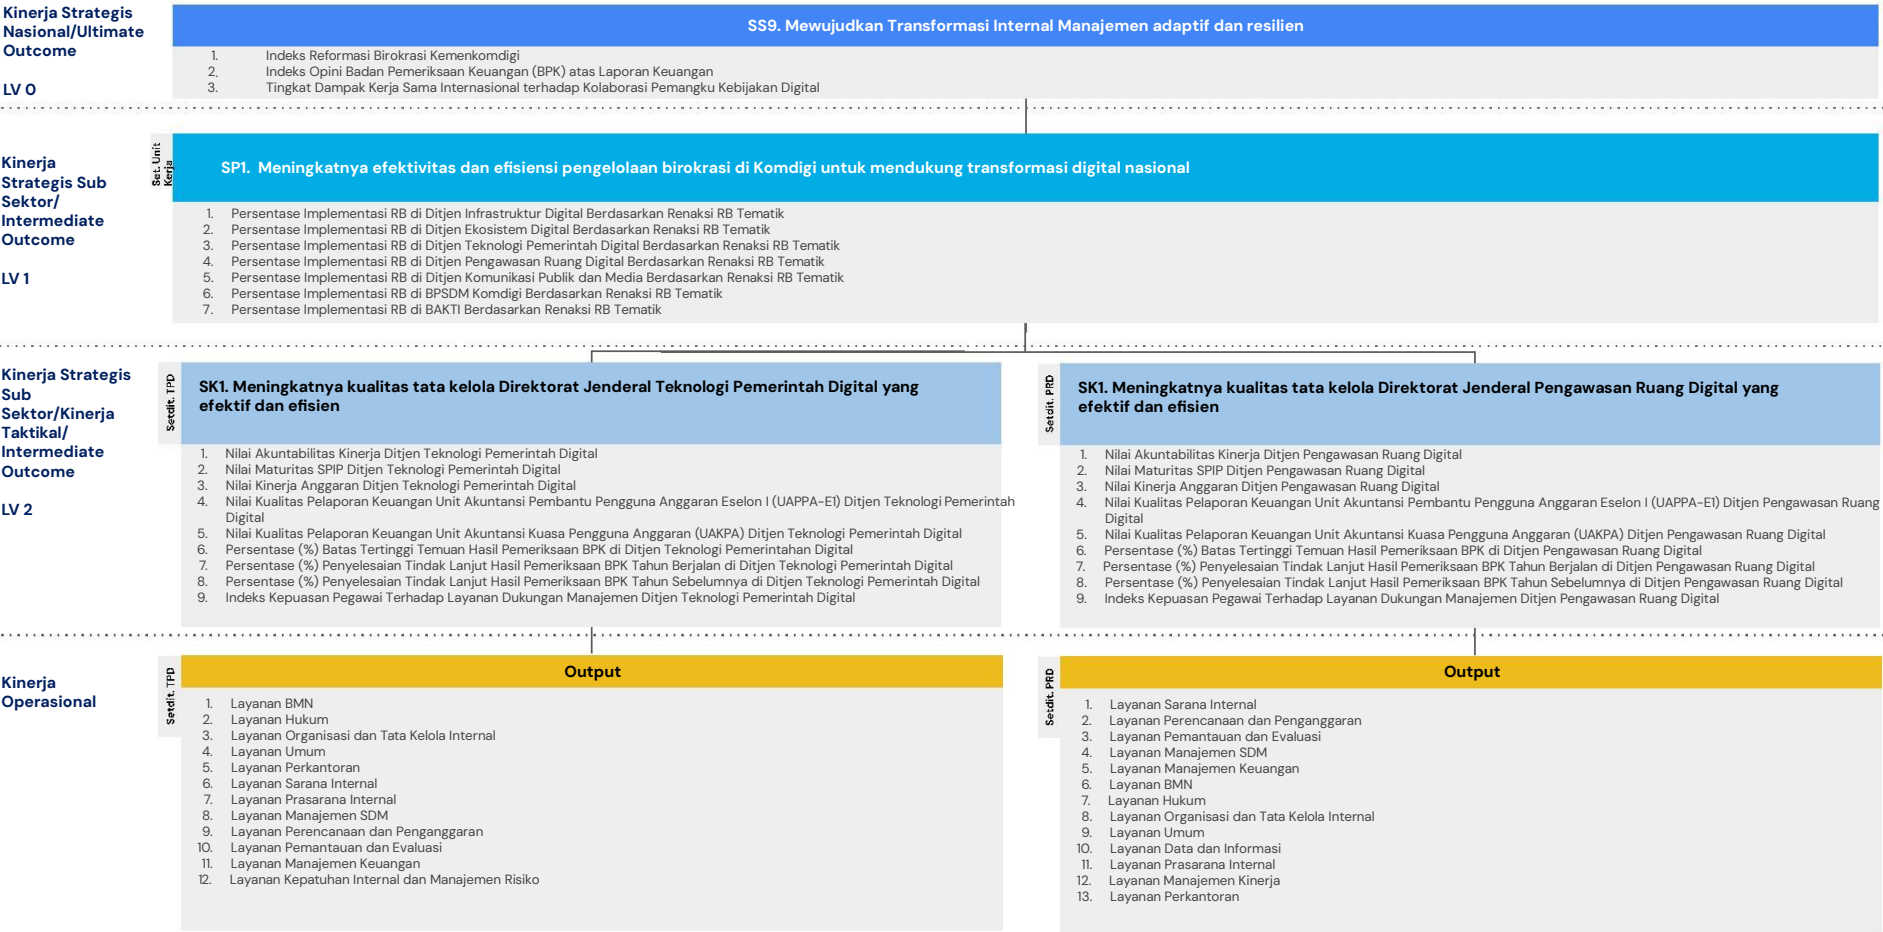 Kinerja Strategis
Nasional/Ultimate
Outcome
LV 0
SS9. Mewujudkan Transformasi Internal Manajemen adaptif dan resilien
1. Indeks Reformasi Birokrasi Kemenkomdigi
2. Indeks Opini Badan Pemeriksaan Keuangan (BPK) atas Laporan Keuangan
3. Tingkat Dampak Kerja Sama Internasional terhadap Kolaborasi Pemangku Kebijakan Digital
Kinerja
Strategis Sub
Sektor/
Intermediate
Outcome
LV 1
Set. Unit
Kerja
SP1. Meningkatnya efektivitas dan efisiensi pengelolaan birokrasi di Komdigi untuk mendukung transformasi digital nasional
1. Persentase Implementasi RB di Ditjen Infrastruktur Digital Berdasarkan Renaksi RB Tematik
2. Persentase Implementasi RB di Ditjen Ekosistem Digital Berdasarkan Renaksi RB Tematik
3. Persentase Implementasi RB di Ditjen Teknologi Pemerintah Digital Berdasarkan Renaksi RB Tematik
4. Persentase Implementasi RB di Ditjen Pengawasan Ruang Digital Berdasarkan Renaksi RB Tematik
5. Persentase Implementasi RB di Ditjen Komunikasi Publik dan Media Berdasarkan Renaksi RB Tematik
6. Persentase Implementasi RB di BPSDM Komdigi Berdasarkan Renaksi RB Tematik
7. Persentase Implementasi RB di BAKTI Berdasarkan Renaksi RB Tematik
Kinerja Strategis
Sub
Sektor/Kinerja
Taktikal/
Intermediate
Outcome
LV 2
Setdit. TPD
SK1. Meningkatnya kualitas tata kelola Direktorat Jenderal Teknologi Pemerintah Digital yang
efektif dan efisien
1. Nilai Akuntabilitas Kinerja Ditjen Teknologi Pemerintah Digital
2. Nilai Maturitas SPIP Ditjen Teknologi Pemerintah Digital
3. Nilai Kinerja Anggaran Ditjen Teknologi Pemerintah Digital
4. Nilai Kualitas Pelaporan Keuangan Unit Akuntansi Pembantu Pengguna Anggaran Eselon I (UAPPA-E1) Ditjen Teknologi Pemerintah
Digital
5. Nilai Kualitas Pelaporan Keuangan Unit Akuntansi Kuasa Pengguna Anggaran (UAKPA) Ditjen Teknologi Pemerintah Digital
6. Persentase (%) Batas Tertinggi Temuan Hasil Pemeriksaan BPK di Ditjen Teknologi Pemerintahan Digital
7. Persentase (%) Penyelesaian Tindak Lanjut Hasil Pemeriksaan BPK Tahun Berjalan di Ditjen Teknologi Pemerintah Digital
8. Persentase (%) Penyelesaian Tindak Lanjut Hasil Pemeriksaan BPK Tahun Sebelumnya di Ditjen Teknologi Pemerintah Digital
9. Indeks Kepuasan Pegawai Terhadap Layanan Dukungan Manajemen Ditjen Teknologi Pemerintah Digital
Setdit. PRD
SK1. Meningkatnya kualitas tata kelola Direktorat Jenderal Pengawasan Ruang Digital yang
efektif dan efisien
1. Nilai Akuntabilitas Kinerja Ditjen Pengawasan Ruang Digital
2. Nilai Maturitas SPIP Ditjen Pengawasan Ruang Digital
3. Nilai Kinerja Anggaran Ditjen Pengawasan Ruang Digital
4. Nilai Kualitas Pelaporan Keuangan Unit Akuntansi Pembantu Pengguna Anggaran Eselon I (UAPPA-E1) Ditjen Pengawasan Ruang
Digital
5. Nilai Kualitas Pelaporan Keuangan Unit Akuntansi Kuasa Pengguna Anggaran (UAKPA) Ditjen Pengawasan Ruang Digital
6. Persentase (%) Batas Tertinggi Temuan Hasil Pemeriksaan BPK di Ditjen Pengawasan Ruang Digital
7. Persentase (%) Penyelesaian Tindak Lanjut Hasil Pemeriksaan BPK Tahun Berjalan di Ditjen Pengawasan Ruang Digital
8. Persentase (%) Penyelesaian Tindak Lanjut Hasil Pemeriksaan BPK Tahun Sebelumnya di Ditjen Pengawasan Ruang Digital
9. Indeks Kepuasan Pegawai Terhadap Layanan Dukungan Manajemen Ditjen Pengawasan Ruang Digital
Kinerja
Operasional
Setdit. TPD
Output
1. Layanan BMN
2. Layanan Hukum
3. Layanan Organisasi dan Tata Kelola Internal
4. Layanan Umum
5. Layanan Perkantoran
6. Layanan Sarana Internal
7. Layanan Prasarana Internal
8. Layanan Manajemen SDM
9. Layanan Perencanaan dan Penganggaran
10. Layanan Pemantauan dan Evaluasi
11. Layanan Manajemen Keuangan
12. Layanan Kepatuhan Internal dan Manajemen Risiko
Setdit. PRD
Output
1. Layanan Sarana Internal
2. Layanan Perencanaan dan Penganggaran
3. Layanan Pemantauan dan Evaluasi
4. Layanan Manajemen SDM
5. Layanan Manajemen Keuangan
6. Layanan BMN
7. Layanan Hukum
8. Layanan Organisasi dan Tata Kelola Internal
9. Layanan Umum
10. Layanan Data dan Informasi
11. Layanan Prasarana Internal
12. Layanan Manajemen Kinerja
13. Layanan Perkantoran